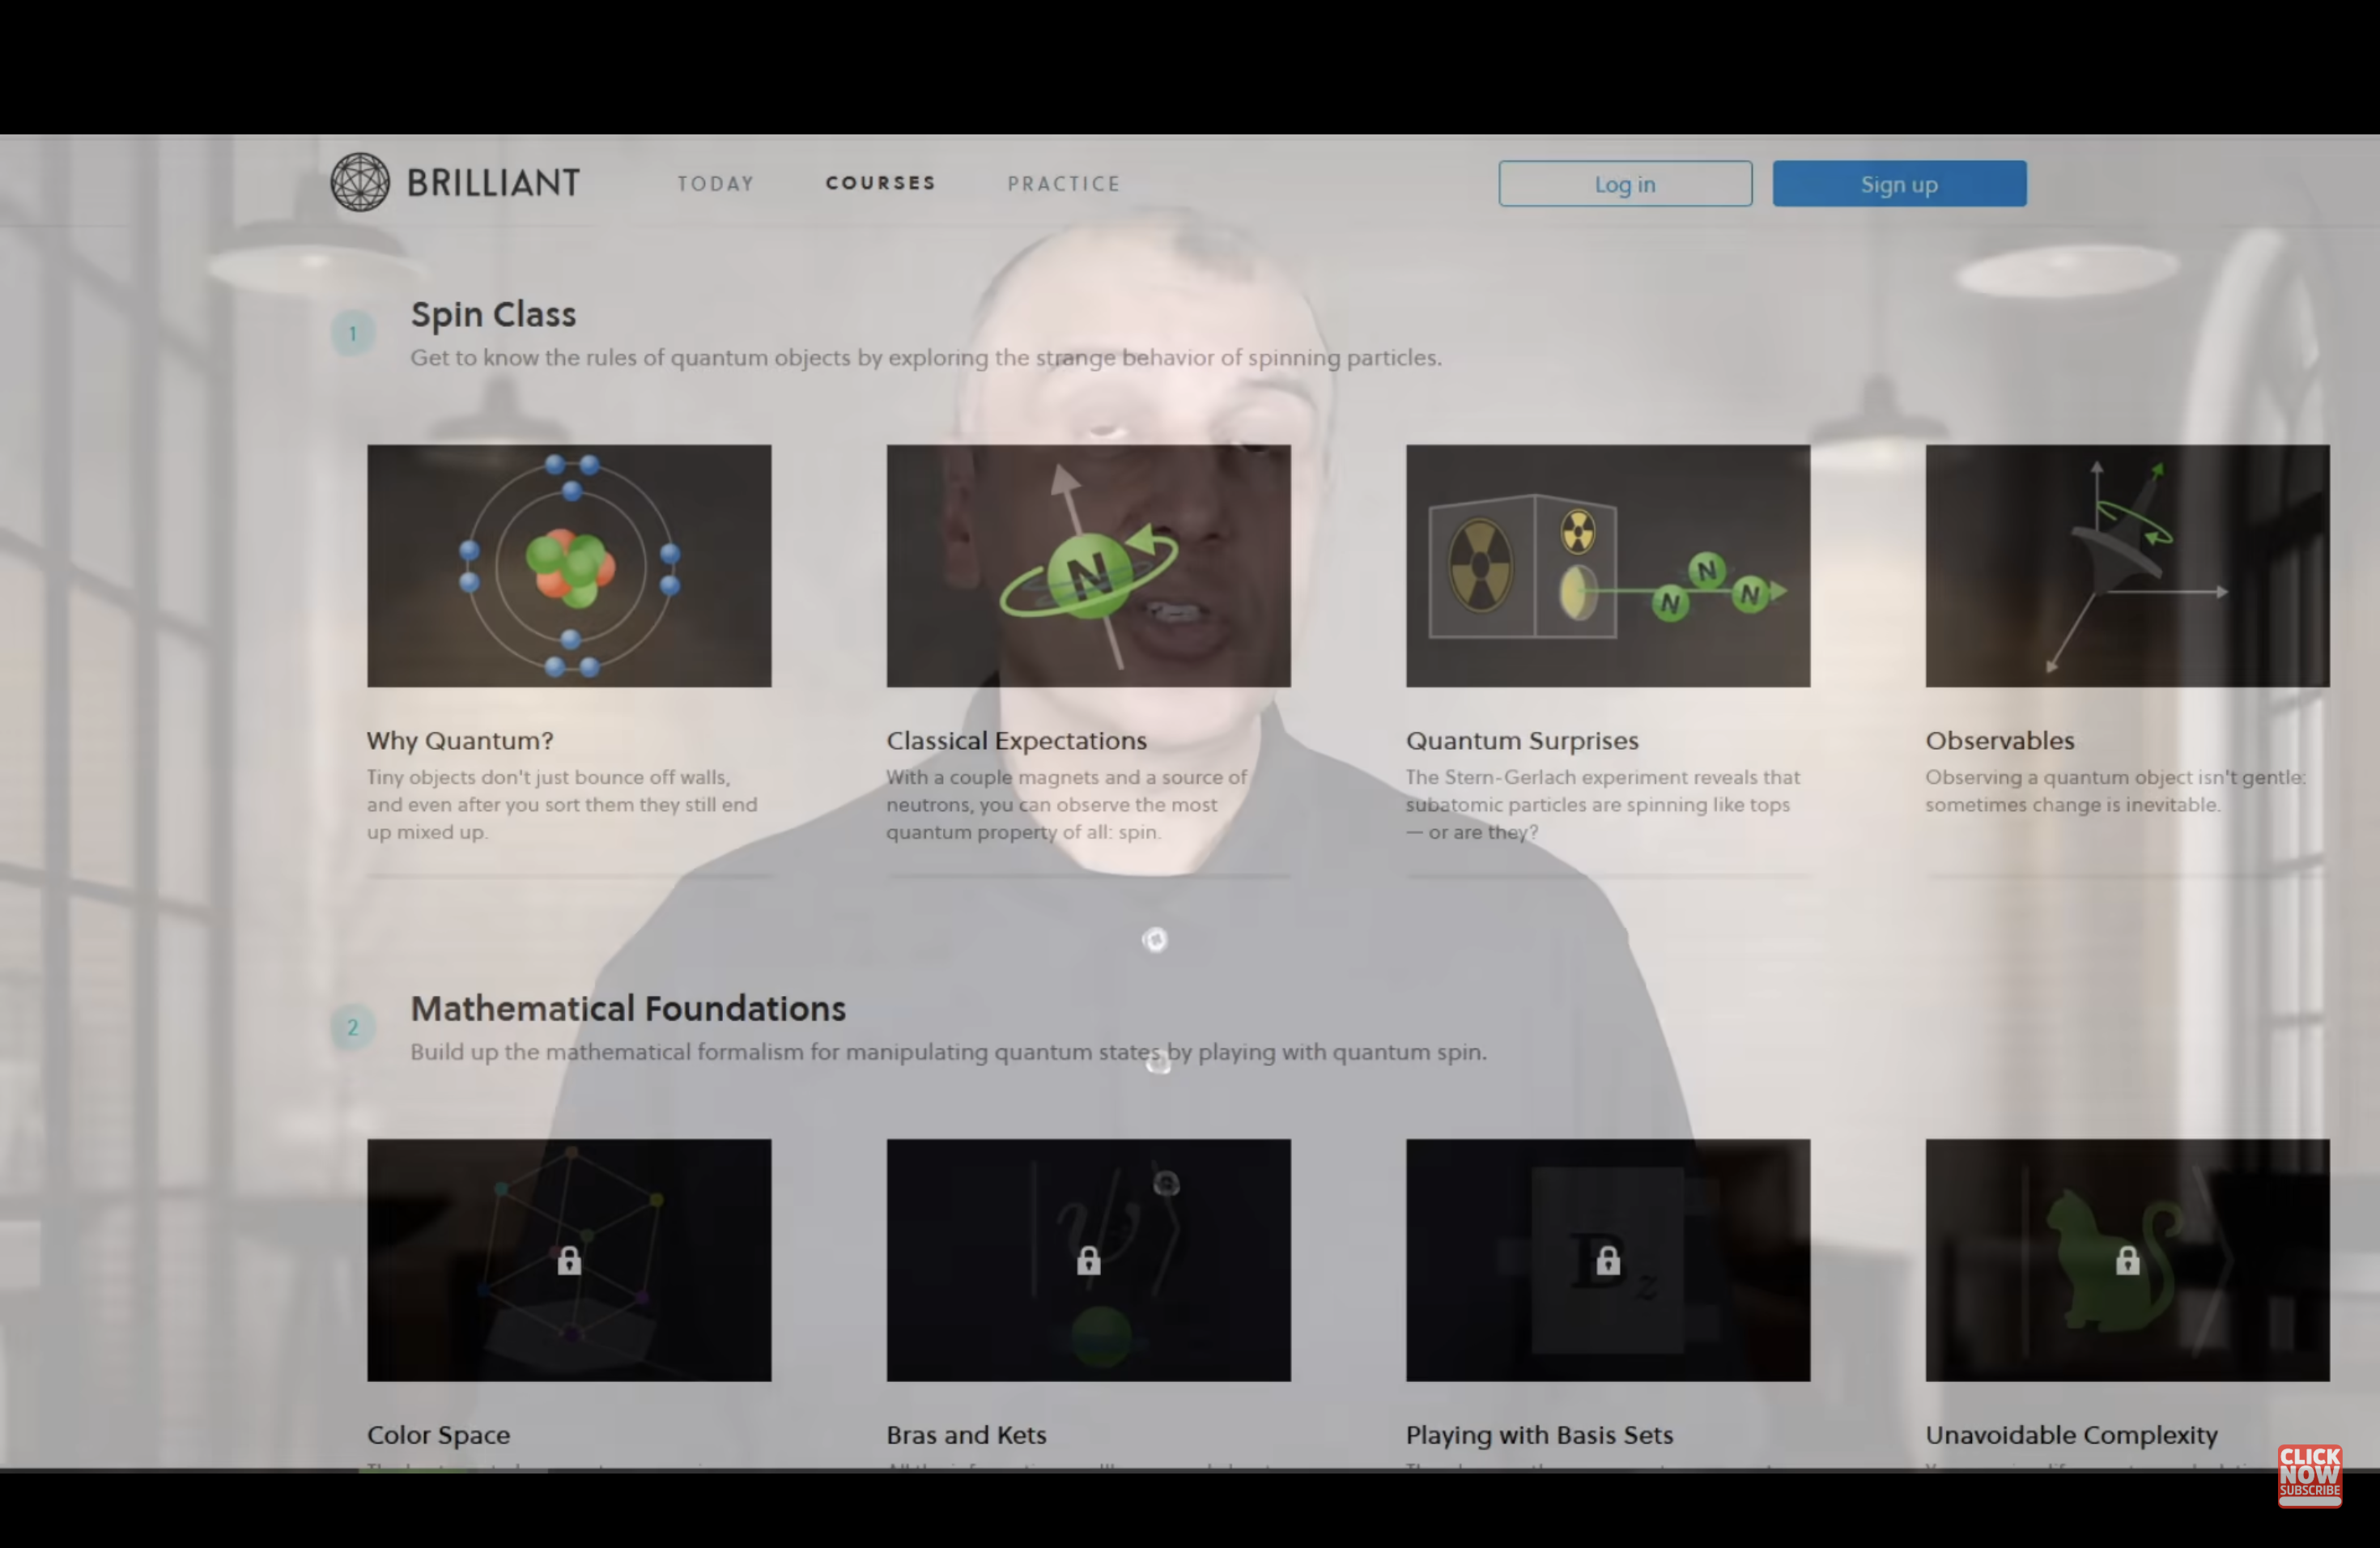 BRILLIANT
TODAY
COURSES
PRACTICE
Log in
Sign up
1
Spin Class
Get to know the rules of quantum objects by exploring the strange behavior of spinning particles.
N
N
N
N
Why Quantum?
Tiny objects don't just bounce off walls,
and even after you sort them they still end
up mixed up.
Classical Expectations
With a couple magnets and a source of
neutrons, you can observe the most
quantum property of all: spin.
Quantum Surprises
The Stern-Gerlach experiment reveals that
subatomic particles are spinning like tops
— or are they?
Observables
Observing a quantum object isn't gentle:
sometimes change is inevitable.
2
Mathematical Foundations
Build up the mathematical formalism for manipulating quantum states by playing with quantum spin.
|ψ⟩
Bz
Color Space
Bras and Kets
Playing with Basis Sets
Unavoidable Complexity
CLICK
NOW
SUBSCRIBE